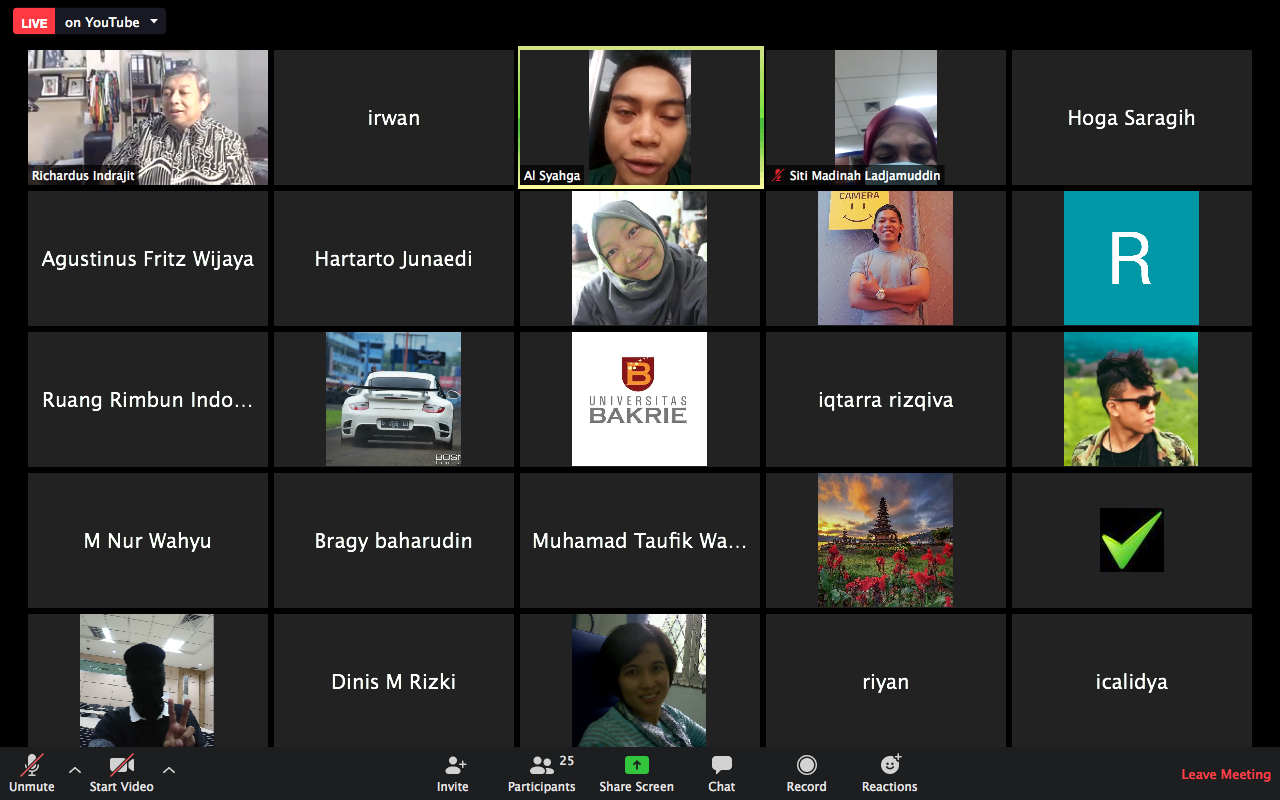 LIVE on YouTube
Richardus Indrajit
irwan
Al Syahga
Siti Madinah Ladjamuddin
Hoga Saragih
Agustinus Fritz Wijaya
Hartarto Junaedi
CAMERA
R
Ruang Rimbun Indo...
B
UNIVERSITAS
BAKRIE
iqtarra rizqiva
M Nur Wahyu
Bragy baharudin
Muhamad Taufik Wa...
Dinis M Rizki
riyan
icalidya
Unmute
Start Video
Invite
Participants 25
Share Screen
Chat
Record
Reactions
Leave Meeting